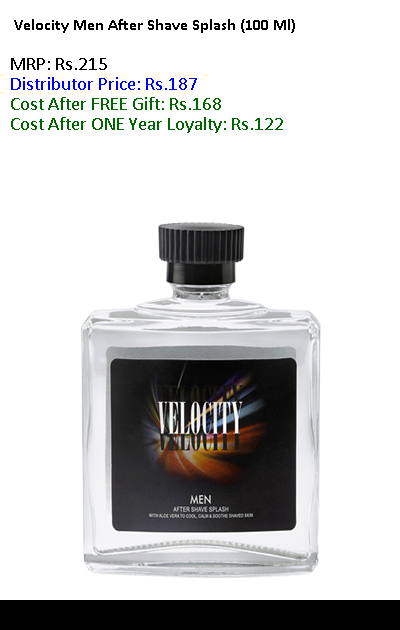 Velocity Men After Shave Splash (100 Ml)
MRP: Rs.215
Distributor Price: Rs.187
Cost After FREE Gift: Rs.168
Cost After ONE Year Loyalty: Rs.122
VELOCITY
MEN
AFTER SHAVE SPLASH
WITH ALOE VERA TO COOL, CALM & SOOTHE SHAVED SKIN